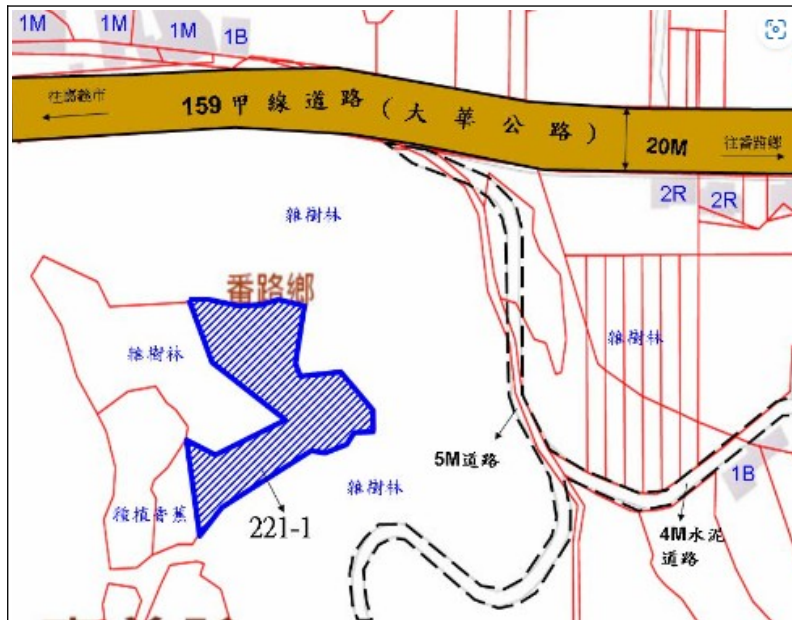 1M
1M
1M
1B
往嘉義市
159甲線道路(大華公路)
20M
往番路鄉
2R
2R
雜樹林
番路鄉
雜樹林
雜樹林
5M道路
雜樹林
1B
種植香蕉
221-1
4M水泥
道路